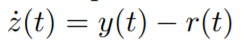 ż(t) = y(t) − r(t)